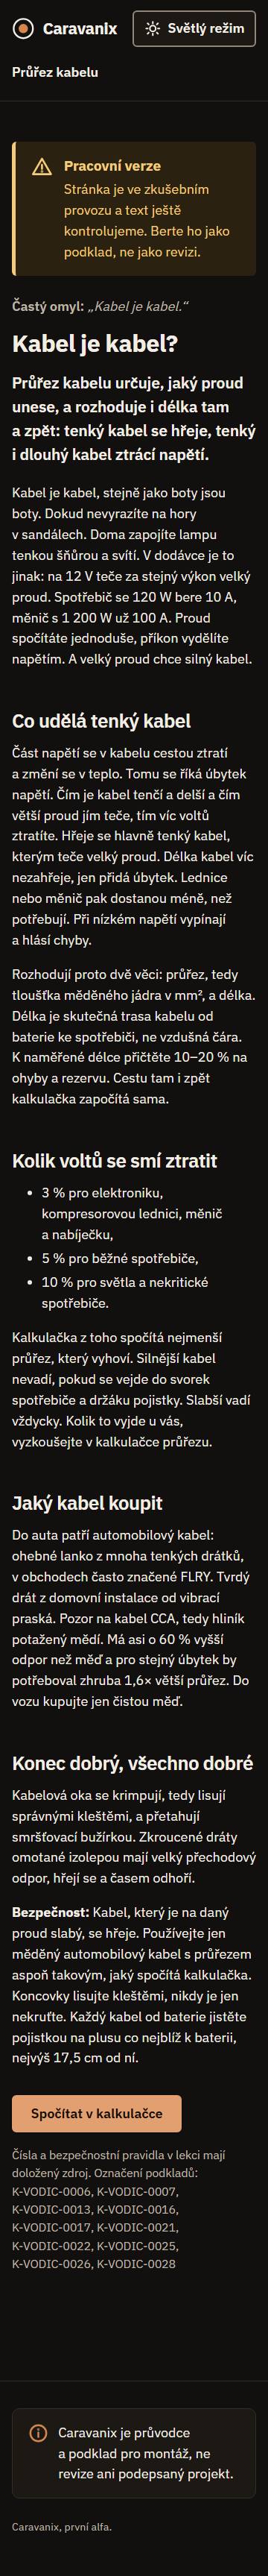 Caravanix
Světlý režim
Průřez kabelu
Pracovní verze
Stránka je ve zkušebním
provozu a text ještě
kontrolujeme. Berte ho jako
podklad, ne jako revizi.
Častý omyl: „Kabel je kabel.“
Kabel je kabel?
Průřez kabelu určuje, jaký proud
unese, a rozhoduje i délka tam
a zpět: tenký kabel se hřeje, tenký
i dlouhý kabel ztrácí napětí.
Kabel je kabel, stejně jako boty jsou
boty. Dokud nevyrazíte na hory
v sandálech. Doma zapojíte lampu
tenkou šňůrou a svítí. V dodávce je to
jinak: na 12 V teče za stejný výkon velký
proud. Spotřebič se 120 W bere 10 A,
měnič s 1 200 W už 100 A. Proud
spočítáte jednoduše, příkon vydělíte
napětím. A velký proud chce silný kabel.
Co udělá tenký kabel
Část napětí se v kabelu cestou ztratí
a změní se v teplo. Tomu se říká úbytek
napětí. Čím je kabel tenčí a delší a čím
větší proud jím teče, tím víc voltů
ztratíte. Hřeje se hlavně tenký kabel,
kterým teče velký proud. Délka kabel víc
nezahřeje, jen přidá úbytek. Lednice
nebo měnič pak dostanou méně, než
potřebují. Při nízkém napětí vypínají
a hlásí chyby.
Rozhodují proto dvě věci: průřez, tedy
tloušťka měděného jádra v mm², a délka.
Délka je skutečná trasa kabelu od
baterie ke spotřebiči, ne vzdušná čára.
K naměřené délce přičtěte 10–20 % na
ohyby a rezervu. Cestu tam i zpět
kalkulačka započítá sama.
Kolik voltů se smí ztratit
• 3 % pro elektroniku,
kompresorovou lednici, měnič
a nabíječku,
• 5 % pro běžné spotřebiče,
• 10 % pro světla a nekritické
spotřebiče.
Kalkulačka z toho spočítá nejmenší
průřez, který vyhoví. Silnější kabel
nevadí, pokud se vejde do svorek
spotřebiče a držáku pojistky. Slabší vadí
vždycky. Kolik to vyjde u vás,
vyzkoušejte v kalkulačce průřezu.
Jaký kabel koupit
Do auta patří automobilový kabel:
ohebné lanko z mnoha tenkých drátků,
v obchodech často značené FLRY. Tvrdý
drát z domovní instalace od vibrací
praská. Pozor na kabel CCA, tedy hliník
potažený mědí. Má asi o 60 % vyšší
odpor než měď a pro stejný úbytek by
potřeboval zhruba 1,6× větší průřez. Do
vozu kupujte jen čistou měď.
Konec dobrý, všechno dobré
Kabelová oka se krimpují, tedy lisují
správnými kleštěmi, a přetahují
smršťovací bužírkou. Zkroucené dráty
omotané izolepou mají velký přechodový
odpor, hřejí se a časem odhoří.
Bezpečnost: Kabel, který je na daný
proud slabý, se hřeje. Používejte jen
měděný automobilový kabel s průřezem
aspoň takovým, jaký spočítá kalkulačka.
Koncovky lisujte kleštěmi, nikdy je jen
nekruťte. Každý kabel od baterie jistěte
pojistkou na plusu co nejblíž k baterii,
nejvýš 17,5 cm od ní.
Spočítat v kalkulačce
Čísla a bezpečnostní pravidla v lekci mají
doložený zdroj. Označení podkladů:
K-VODIC-0006, K-VODIC-0007,
K-VODIC-0013, K-VODIC-0016,
K-VODIC-0017, K-VODIC-0021,
K-VODIC-0022, K-VODIC-0025,
K-VODIC-0026, K-VODIC-0028
Caravanix je průvodce
a podklad pro montáž, ne
revize ani podepsaný projekt.
Caravanix, první alfa.